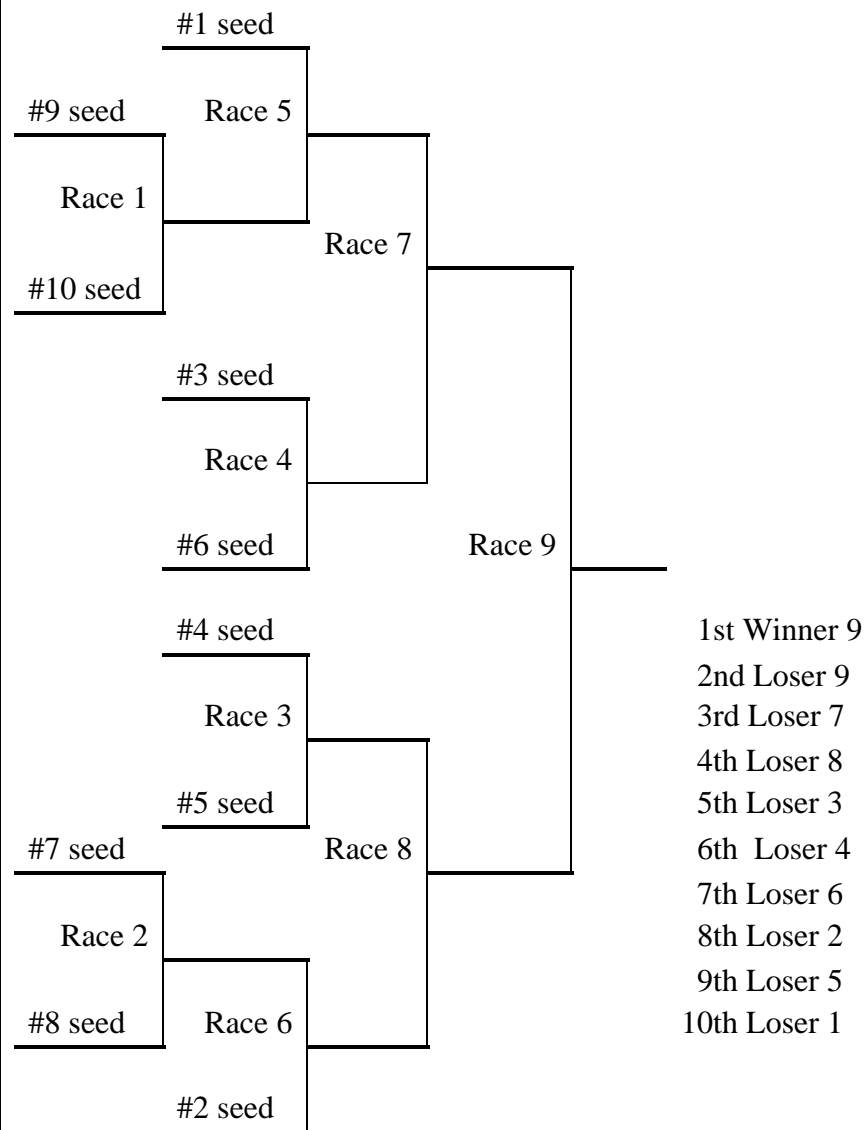 #1 seed
#9 seed
Race 5
Race 1
Race 7
#10 seed
#3 seed
Race 4
#6 seed
Race 9
#4 seed
1st Winner 9
2nd Loser 9
Race 3
3rd Loser 7
4th Loser 8
#5 seed
5th Loser 3
#7 seed
Race 8
6th  Loser 4
7th Loser 6
Race 2
8th Loser 2
9th Loser 5
#8 seed
Race 6
10th Loser 1
#2 seed